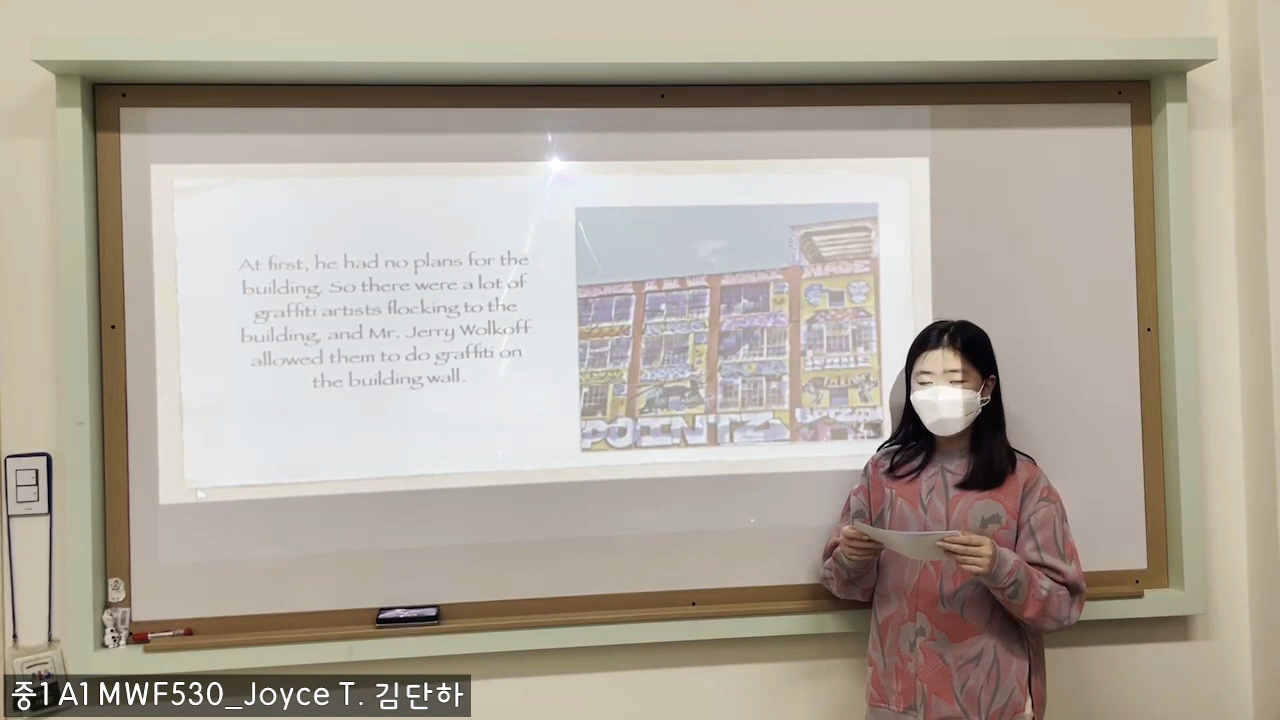 At first, he had no plans for the
building. So there were a lot of
graffiti artists flocking to the
building, and Mr. Jerry Wolkoff
allowed them to do graffiti on
the building wall.
POINTZ
중1 A1 MWF530_Joyce T. 김단하